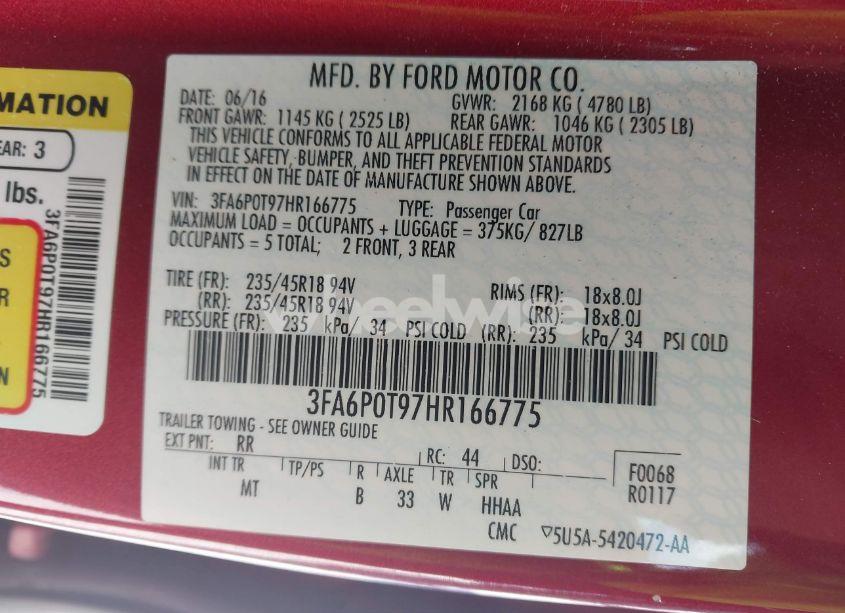 RMATION
EAR: 3
lbs.
S
R
N
3FA6P0T97HR166775
MFD. BY FORD MOTOR CO.
DATE: 06/16 GVWR: 2168 KG ( 4780 LB)
FRONT GAWR: 1145 KG ( 2525 LB) REAR GAWR: 1046 KG ( 2305 LB)
THIS VEHICLE CONFORMS TO ALL APPLICABLE FEDERAL MOTOR
VEHICLE SAFETY, BUMPER, AND THEFT PREVENTION STANDARDS
IN EFFECT ON THE DATE OF MANUFACTURE SHOWN ABOVE.
VIN: 3FA6P0T97HR166775 TYPE: Passenger Car
MAXIMUM LOAD = OCCUPANTS + LUGGAGE = 375KG/ 827LB
OCCUPANTS = 5 TOTAL; 2 FRONT, 3 REAR
TIRE (FR): 235/45R18 94V RIMS (FR): 18x8.0J
(RR): 235/45R18 94V (RR): 18x8.0J
PRESSURE (FR): 235 kPa/ 34 PSI COLD (RR): 235 kPa/ 34 PSI COLD
wheelwise
3FA6P0T97HR166775
TRAILER TOWING - SEE OWNER GUIDE
EXT PNT: RR RC: 44 DSO: F0068
INT TR TP/PS R AXLE TR SPR R0117
MT B 33 W HHAA
CMC ▽5U5A-5420472-AA